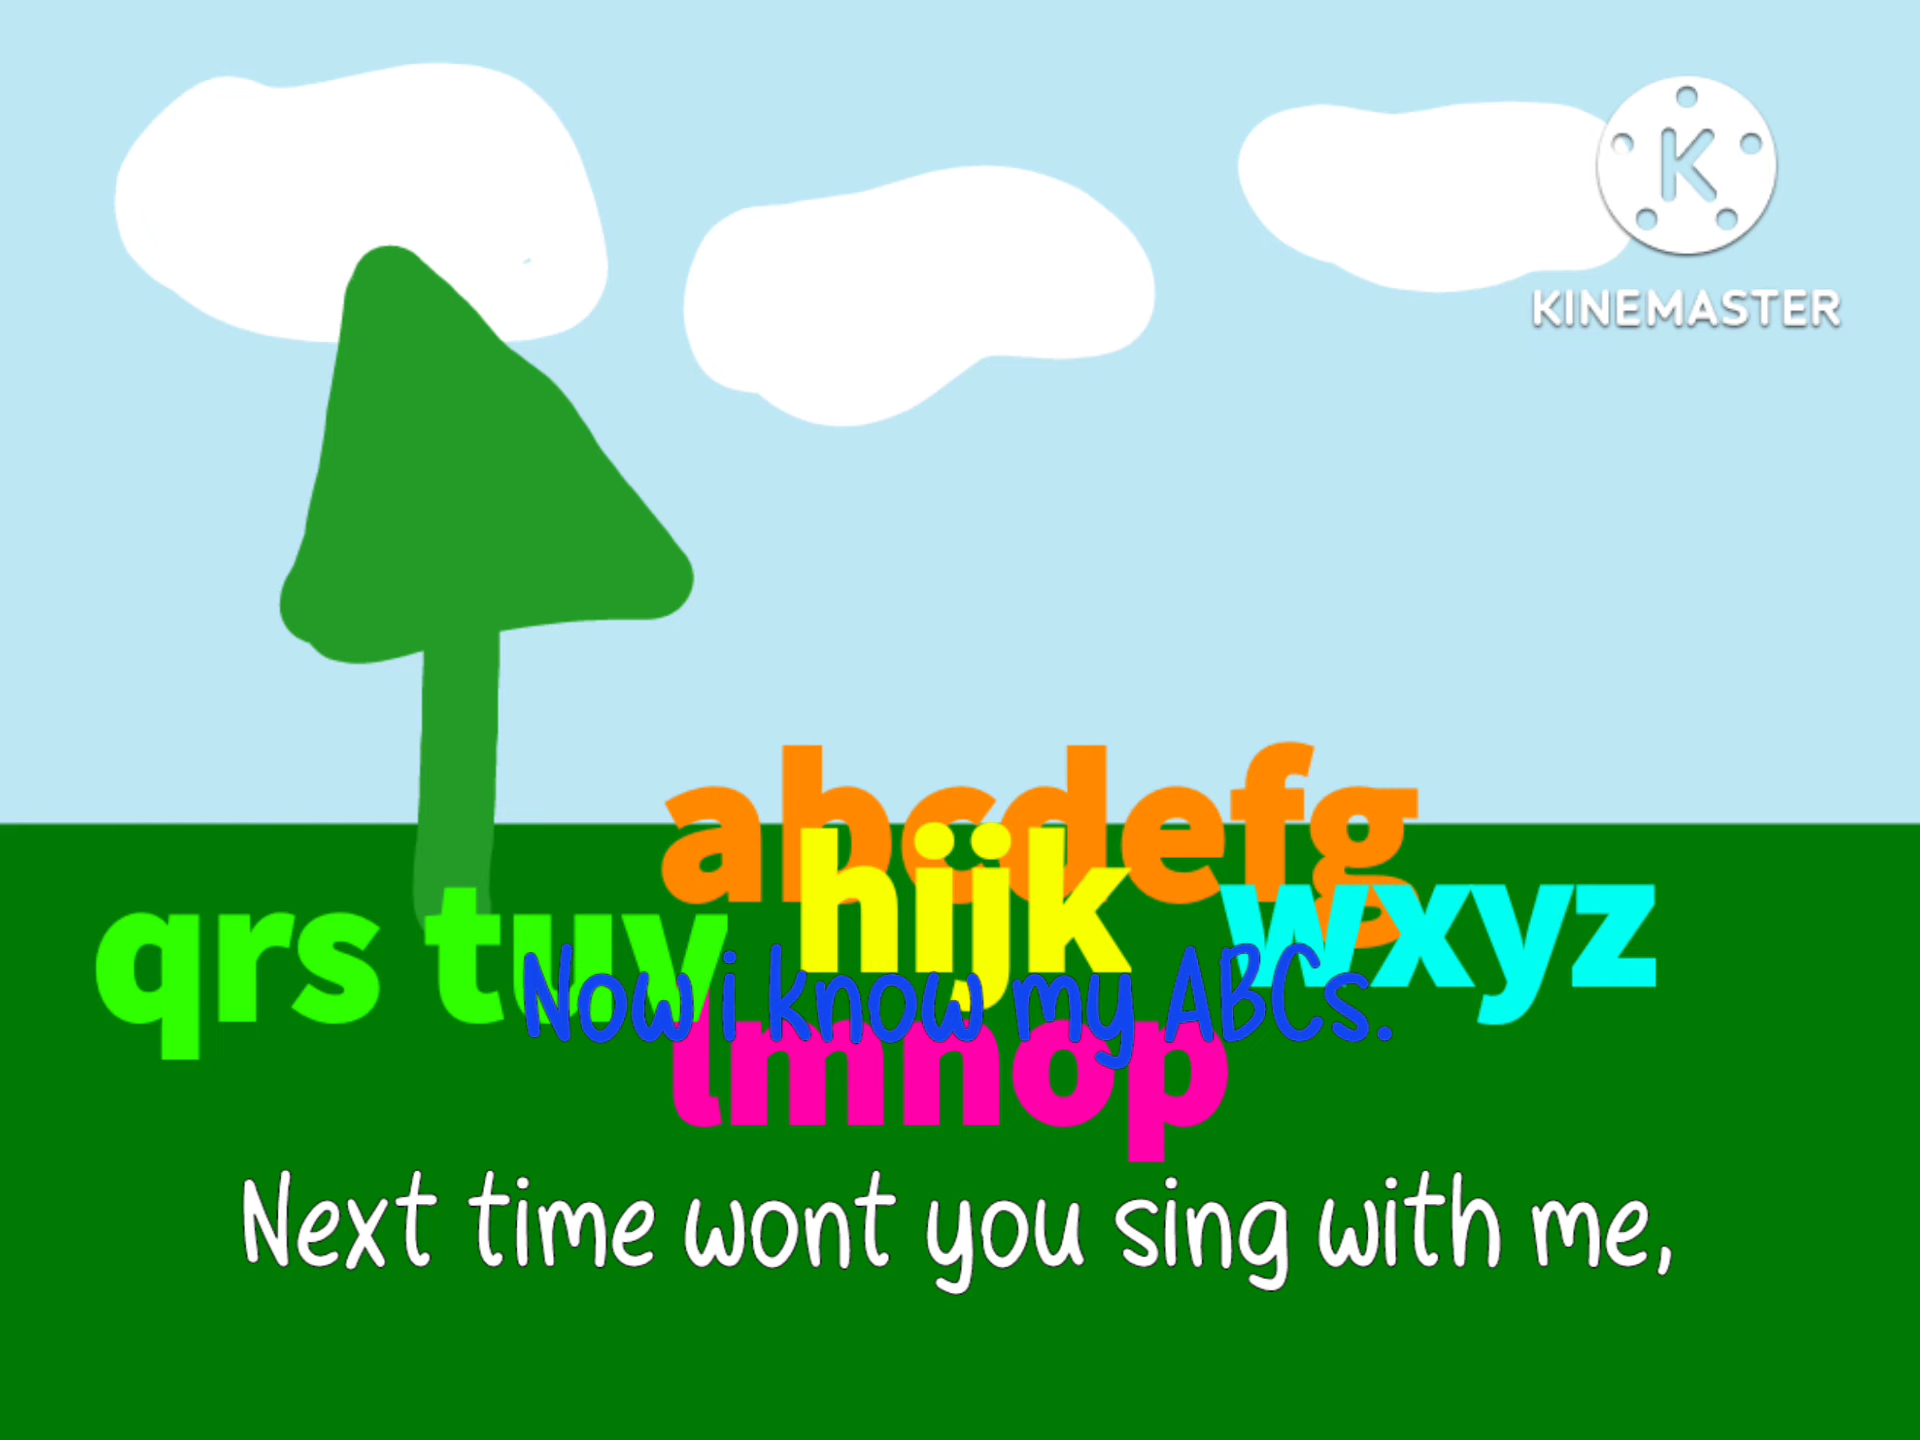 K
KINEMASTER
abcdefg
hijk
qrs tuv
wxyz
Now i know my ABCs.
lmnop
Next time wont you sing with me,